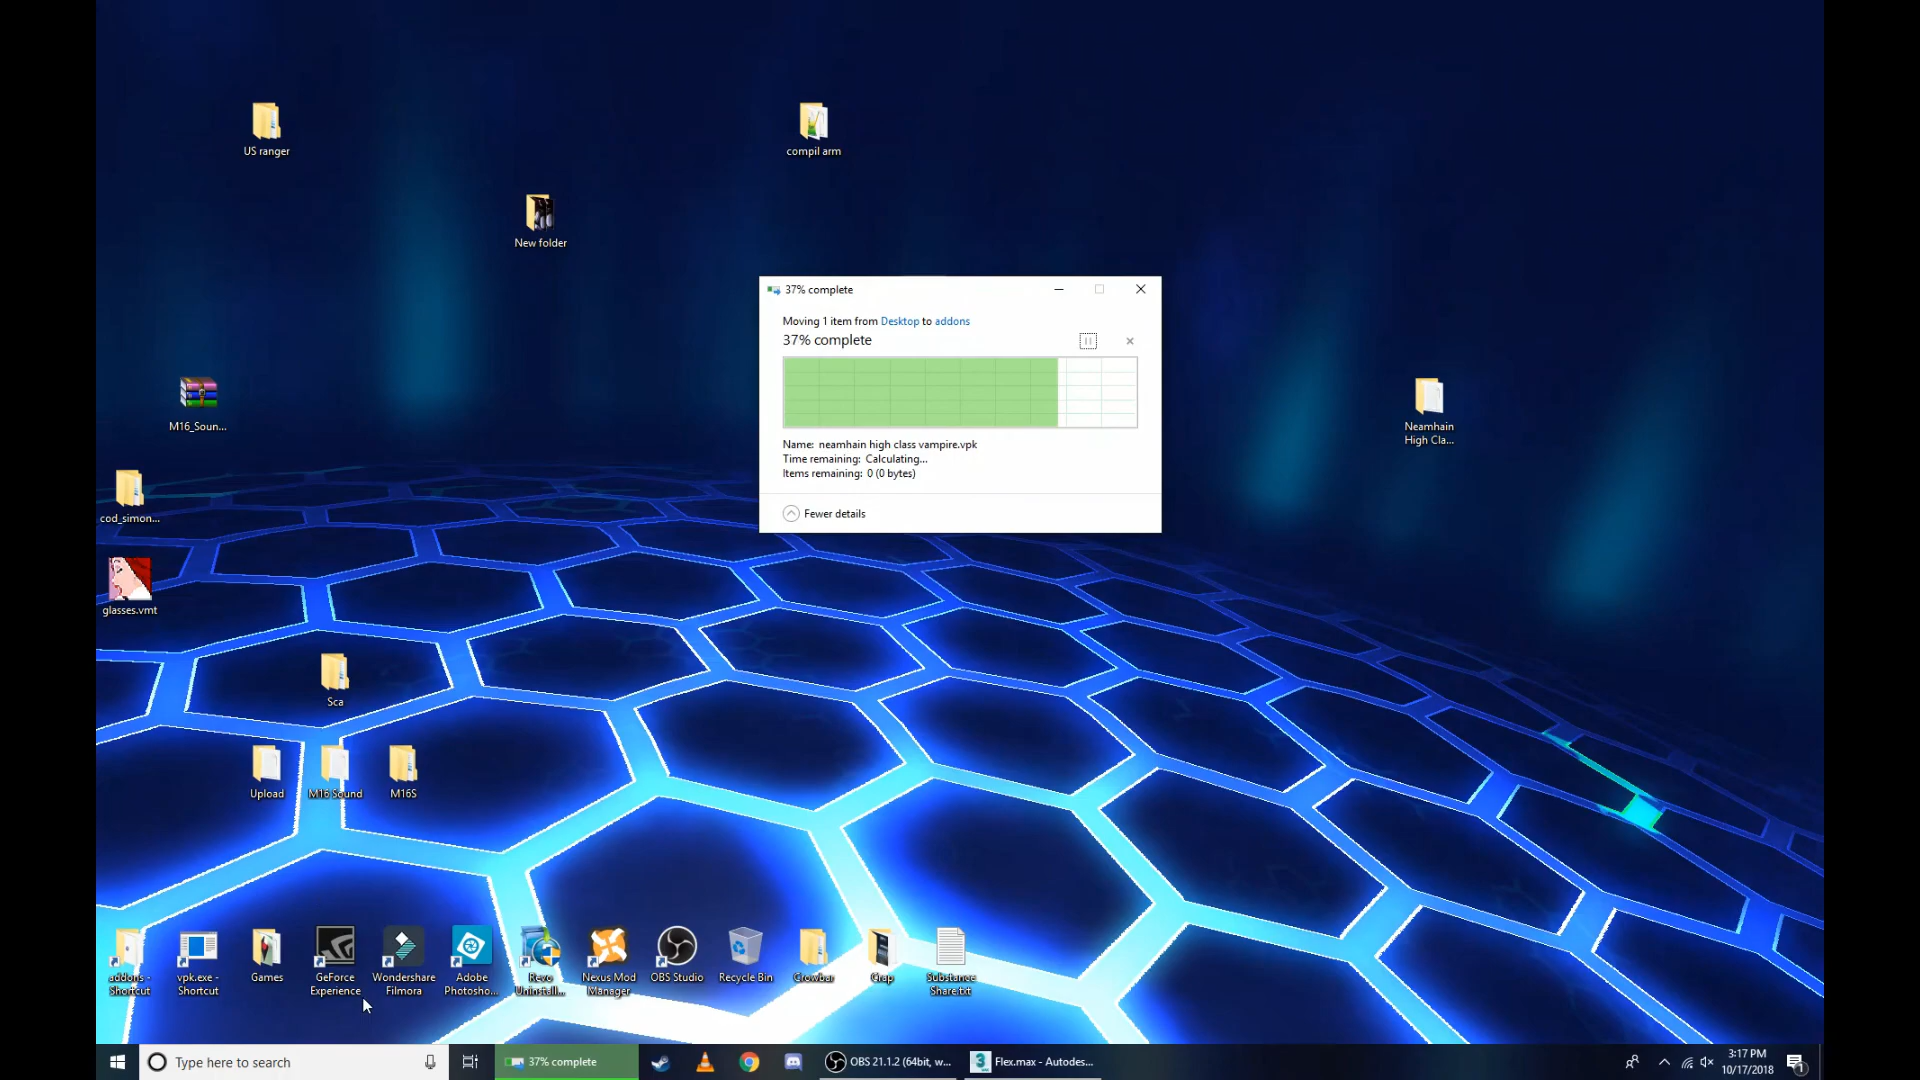 US ranger
compil arm
New folder
37% complete
Moving 1 item from Desktop to addons
37% complete
Name: neamhain high class vampire.vpk
Time remaining: Calculating...
Items remaining: 0 (0 bytes)
Fewer details
M16_Soun...
Neamhain
High Cla...
cod_simon...
glasses.vmt
Sca
Upload
M16 Sound
M16S
addons -
Shortcut
vpk.exe -
Shortcut
Games
GeForce
Experience
Wondershare
Filmora
Adobe
Photosho...
Revo
Uninstall...
Nexus Mod
Manager
OBS Studio
Recycle Bin
Crowbar
Crap
Substance
Share.txt
Type here to search
37% complete
OBS 21.1.2 (64bit, w...
Flex.max - Autodes...
3:17 PM
10/17/2018
1